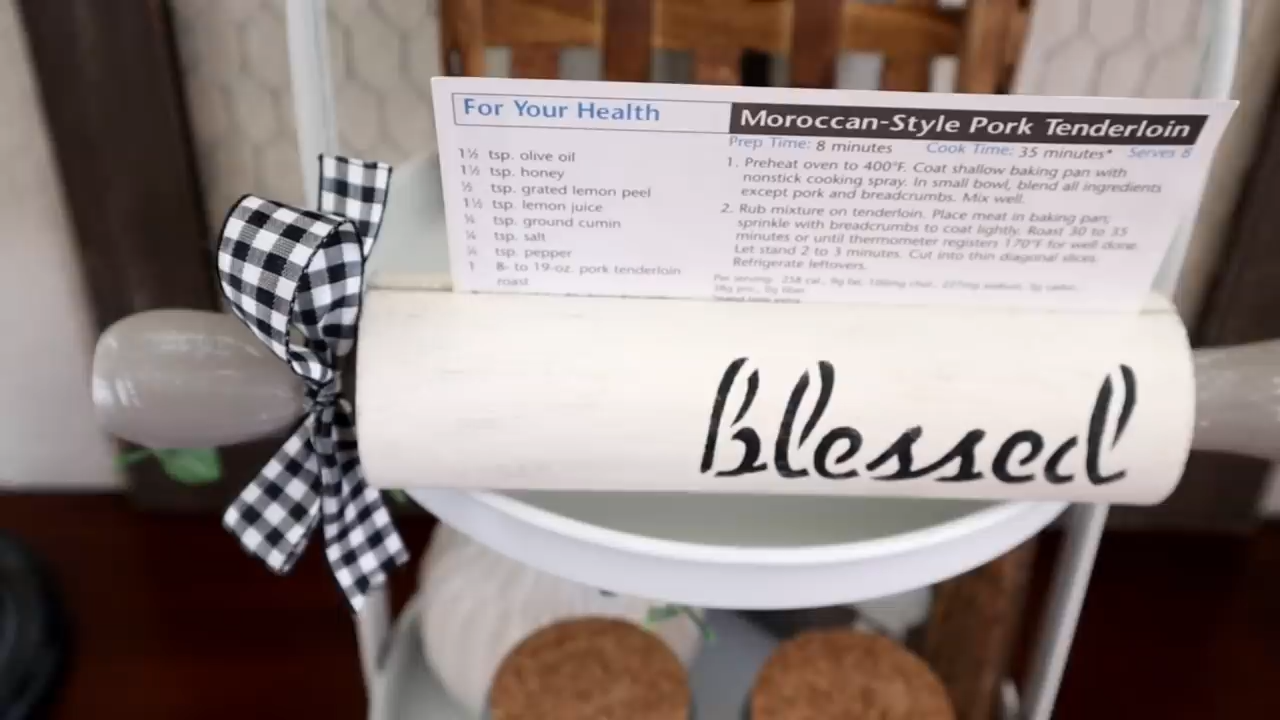 For Your Health
Moroccan-Style Pork Tenderloin
Prep Time: 8 minutes Cook Time: 35 minutes* Serves 8
1½ tsp. olive oil
1½ tsp. honey
½ tsp. grated lemon peel
1½ tsp. lemon juice
tsp. ground cumin
¼ tsp. salt
¼ tsp. pepper
1 8- to 19-oz. pork tenderloin
roast
1. Preheat oven to 400°F. Coat shallow baking pan with
nonstick cooking spray. In small bowl, blend all ingredients
except pork and breadcrumbs. Mix well.
2. Rub mixture on tenderloin. Place meat in baking pan;
sprinkle with breadcrumbs to coat lightly. Roast 30 to 35
minutes or until thermometer registers 170°F for well done.
Let stand 2 to 3 minutes. Cut into thin diagonal slices.
Refrigerate leftovers.
Per serving: 258 cal., 9g fat,
blessed